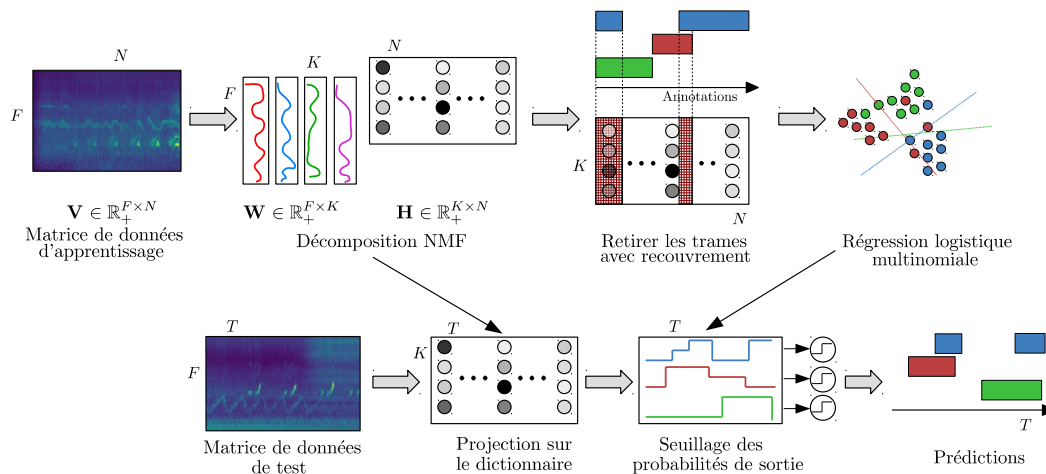 N
F
V ∈ ℝ₊^{F×N}
Matrice de données
d'apprentissage
K
F
N
W ∈ ℝ₊^{F×K}
H ∈ ℝ₊^{K×N}
Décomposition NMF
Annotations
K
N
Retirer les trames
avec recouvrement
Régression logistique
multinomiale
T
F
Matrice de données
de test
T
K
Projection sur
le dictionnaire
T
Seuillage des
probabilités de sortie
T
Prédictions